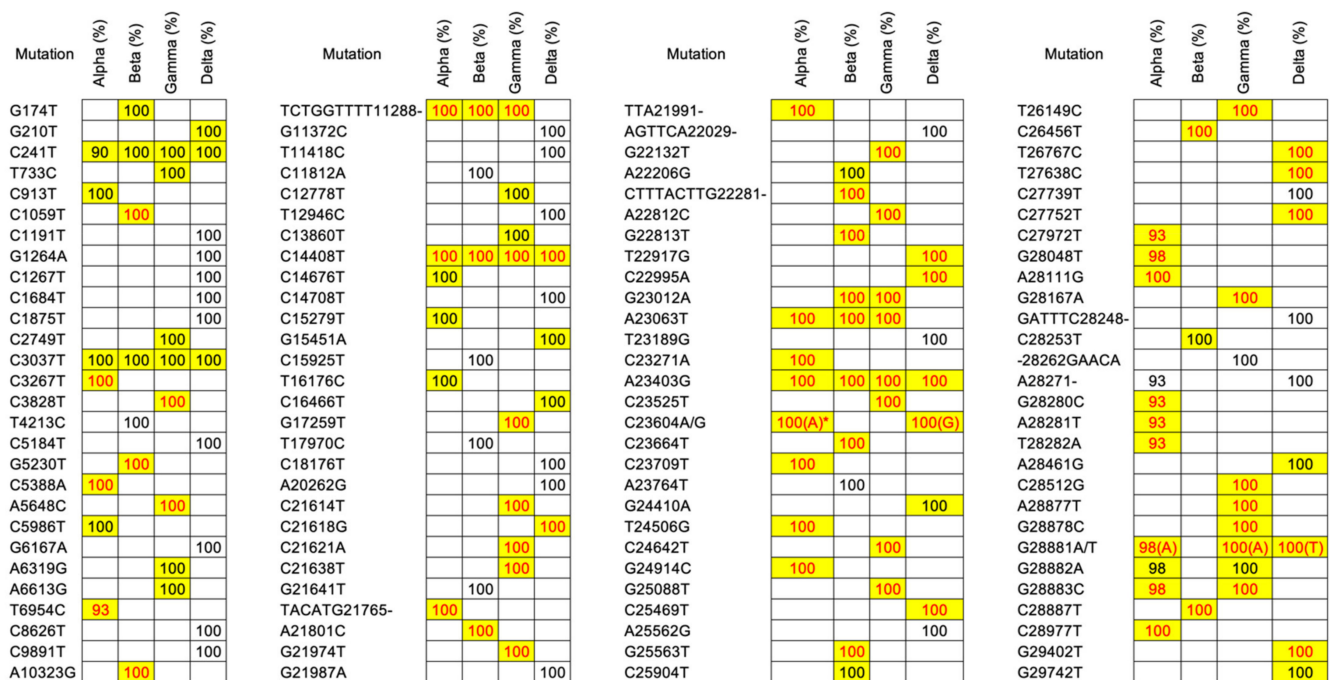 Mutation Alpha (%) Beta (%) Gamma (%) Delta (%)
G174T 100
G210T 100
C241T 90 100 100 100
T733C 100
C913T 100
C1059T 100
C1191T 100
G1264A 100
C1267T 100
C1684T 100
C1875T 100
C2749T 100
C3037T 100 100 100 100
C3267T 100
C3828T 100
T4213C 100
C5184T 100
G5230T 100
C5388A 100
A5648C 100
C5986T 100
G6167A 100
A6319G 100
A6613G 100
T6954C 93
C8626T 100
C9891T 100
A10323G 100
Mutation Alpha (%) Beta (%) Gamma (%) Delta (%)
TCTGGTTTT11288- 100 100 100
G11372C 100
T11418C 100
C11812A 100
C12778T 100
T12946C 100
C13860T 100
C14408T 100 100 100 100
C14676T 100
C14708T 100
C15279T 100
G15451A 100
C15925T 100
T16176C 100
C16466T 100
G17259T 100
T17970C 100
C18176T 100
A20262G 100
C21614T 100
C21618G 100
C21621A 100
C21638T 100
G21641T 100
TACATG21765- 100
A21801C 100
G21974T 100
G21987A 100
Mutation Alpha (%) Beta (%) Gamma (%) Delta (%)
TTA21991- 100
AGTTCA22029- 100
G22132T 100
A22206G 100
CTTTACTTG22281- 100
A22812C 100
G22813T 100
T22917G 100
C22995A 100
G23012A 100 100
A23063T 100 100 100
T23189G 100
C23271A 100
A23403G 100 100 100 100
C23525T 100
C23604A/G 100(A)* 100(G)
C23664T 100
C23709T 100
A23764T 100
G24410A 100
T24506G 100
C24642T 100
G24914C 100
G25088T 100
C25469T 100
A25562G 100
G25563T 100
C25904T 100
Mutation Alpha (%) Beta (%) Gamma (%) Delta (%)
T26149C 100
C26456T 100
T26767C 100
T27638C 100
C27739T 100
C27752T 100
C27972T 93
G28048T 98
A28111G 100
G28167A 100
GATTTC28248- 100
C28253T 100
-28262GAACA 100
A28271- 93 100
G28280C 93
A28281T 93
T28282A 93
A28461G 100
C28512G 100
A28877T 100
G28878C 100
G28881A/T 98(A) 100(A) 100(T)
G28882A 98 100
G28883C 98 100
C28887T 100
C28977T 100
G29402T 100
G29742T 100